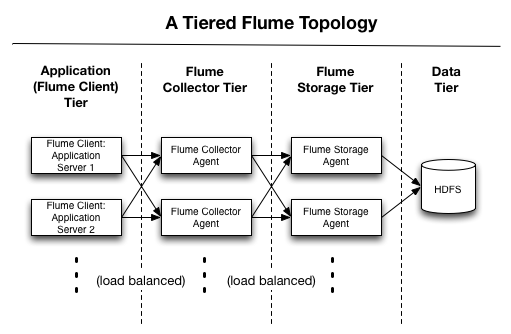 A Tiered Flume Topology
Application
(Flume Client)
Tier
Flume
Collector Tier
Flume
Storage Tier
Data
Tier
Flume Client:
Application
Server 1
Flume Collector
Agent
Flume Storage
Agent
HDFS
Flume Client:
Application
Server 2
Flume Collector
Agent
Flume Storage
Agent
(load balanced)
(load balanced)